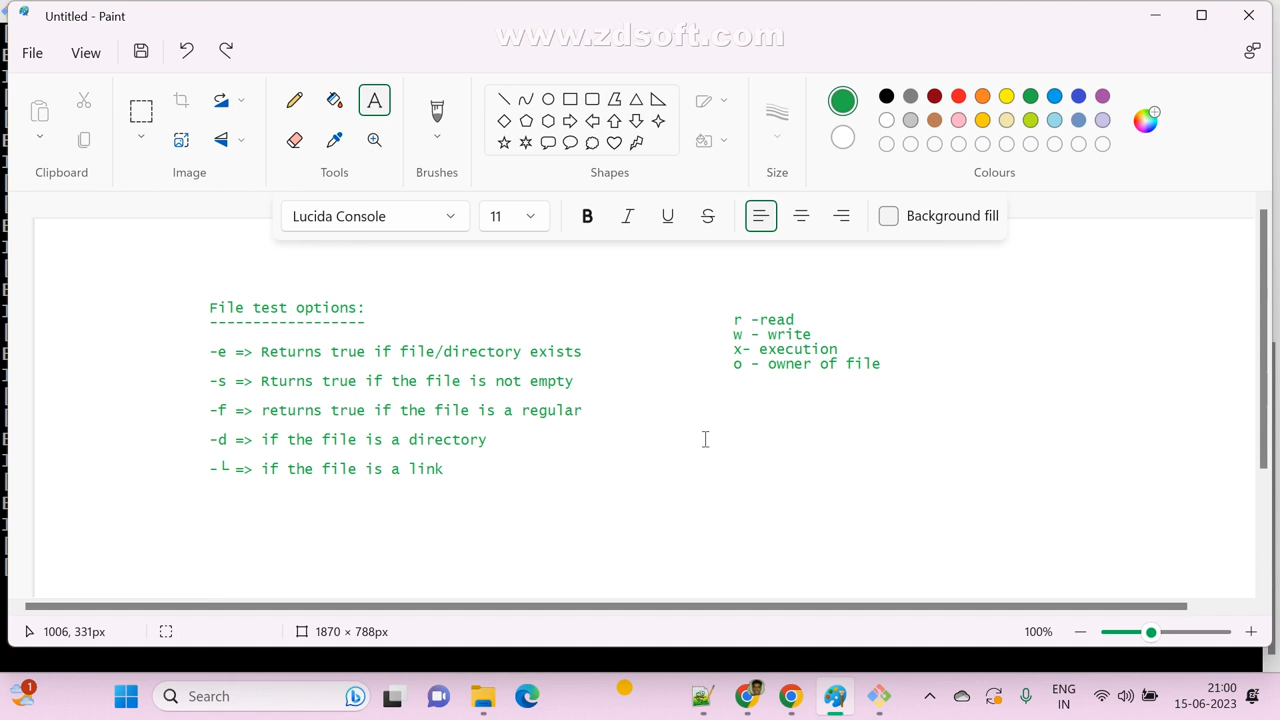 www.zdsoft.com
Untitled - Paint
File
View
Clipboard
Image
Tools
Brushes
Shapes
Size
Colours
Lucida Console
11
B
I
U
S
Background fill
File test options:
------------------
-e => Returns true if file/directory exists
-s => Rturns true if the file is not empty
-f => returns true if the file is a regular
-d => if the file is a directory
-└ => if the file is a link
r -read
w - write
x- execution
o - owner of file
1006, 331px
1870 × 788px
100%
1
Search
ENG
IN
21:00
15-06-2023